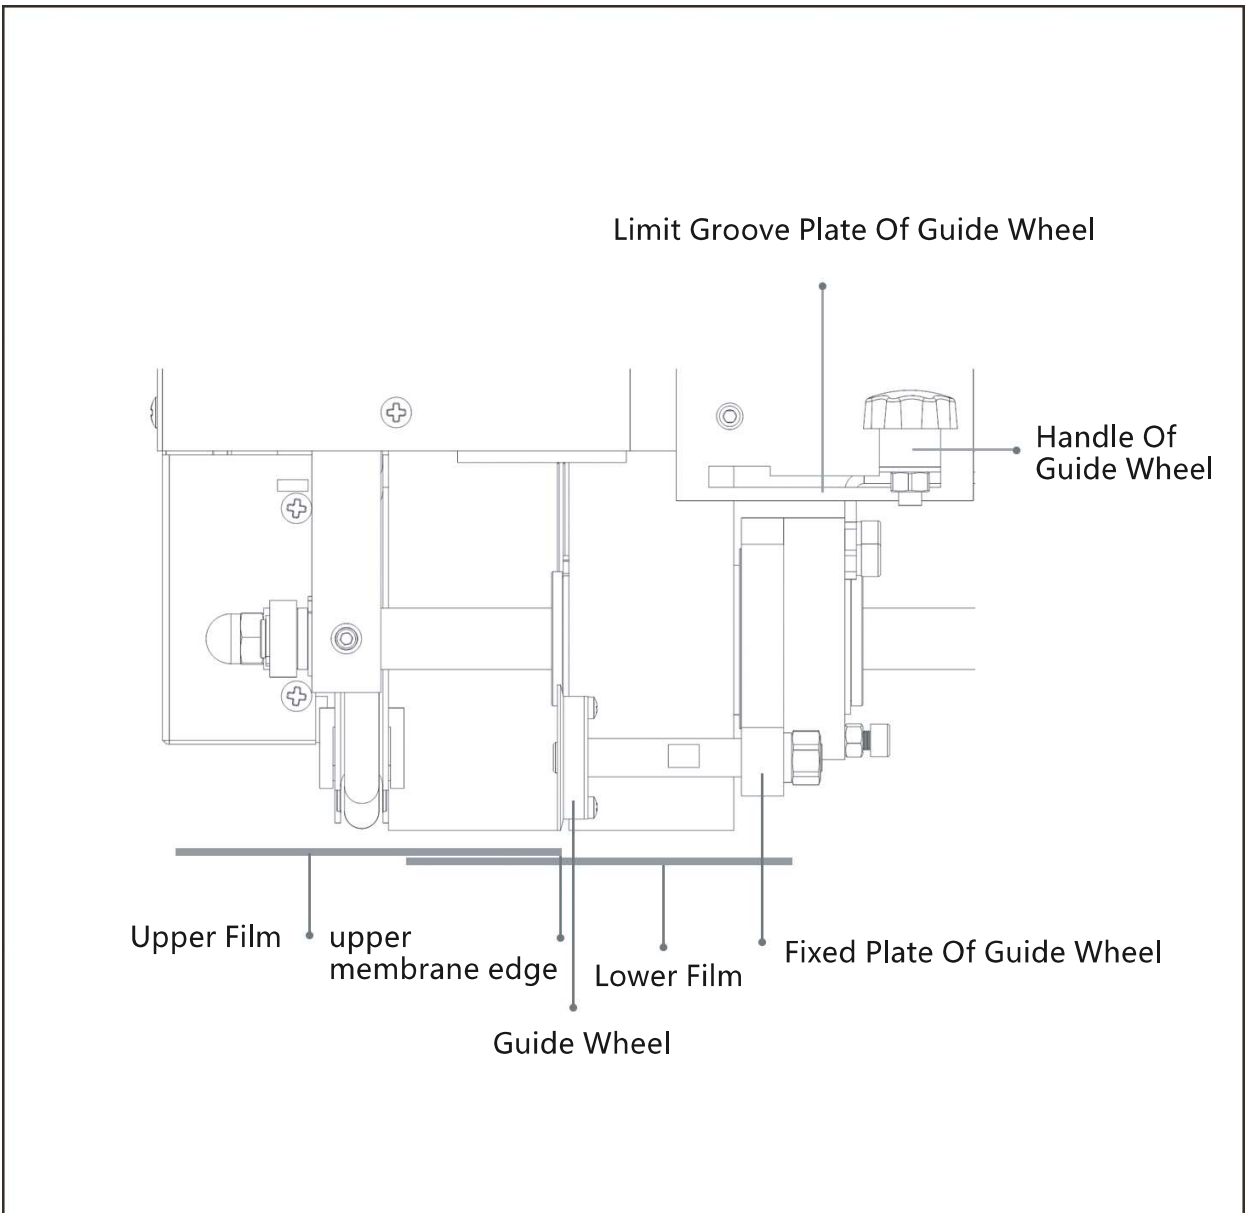 Limit Groove Plate Of Guide Wheel
Handle Of
Guide Wheel
Upper Film
upper
membrane edge
Lower Film
Fixed Plate Of Guide Wheel
Guide Wheel